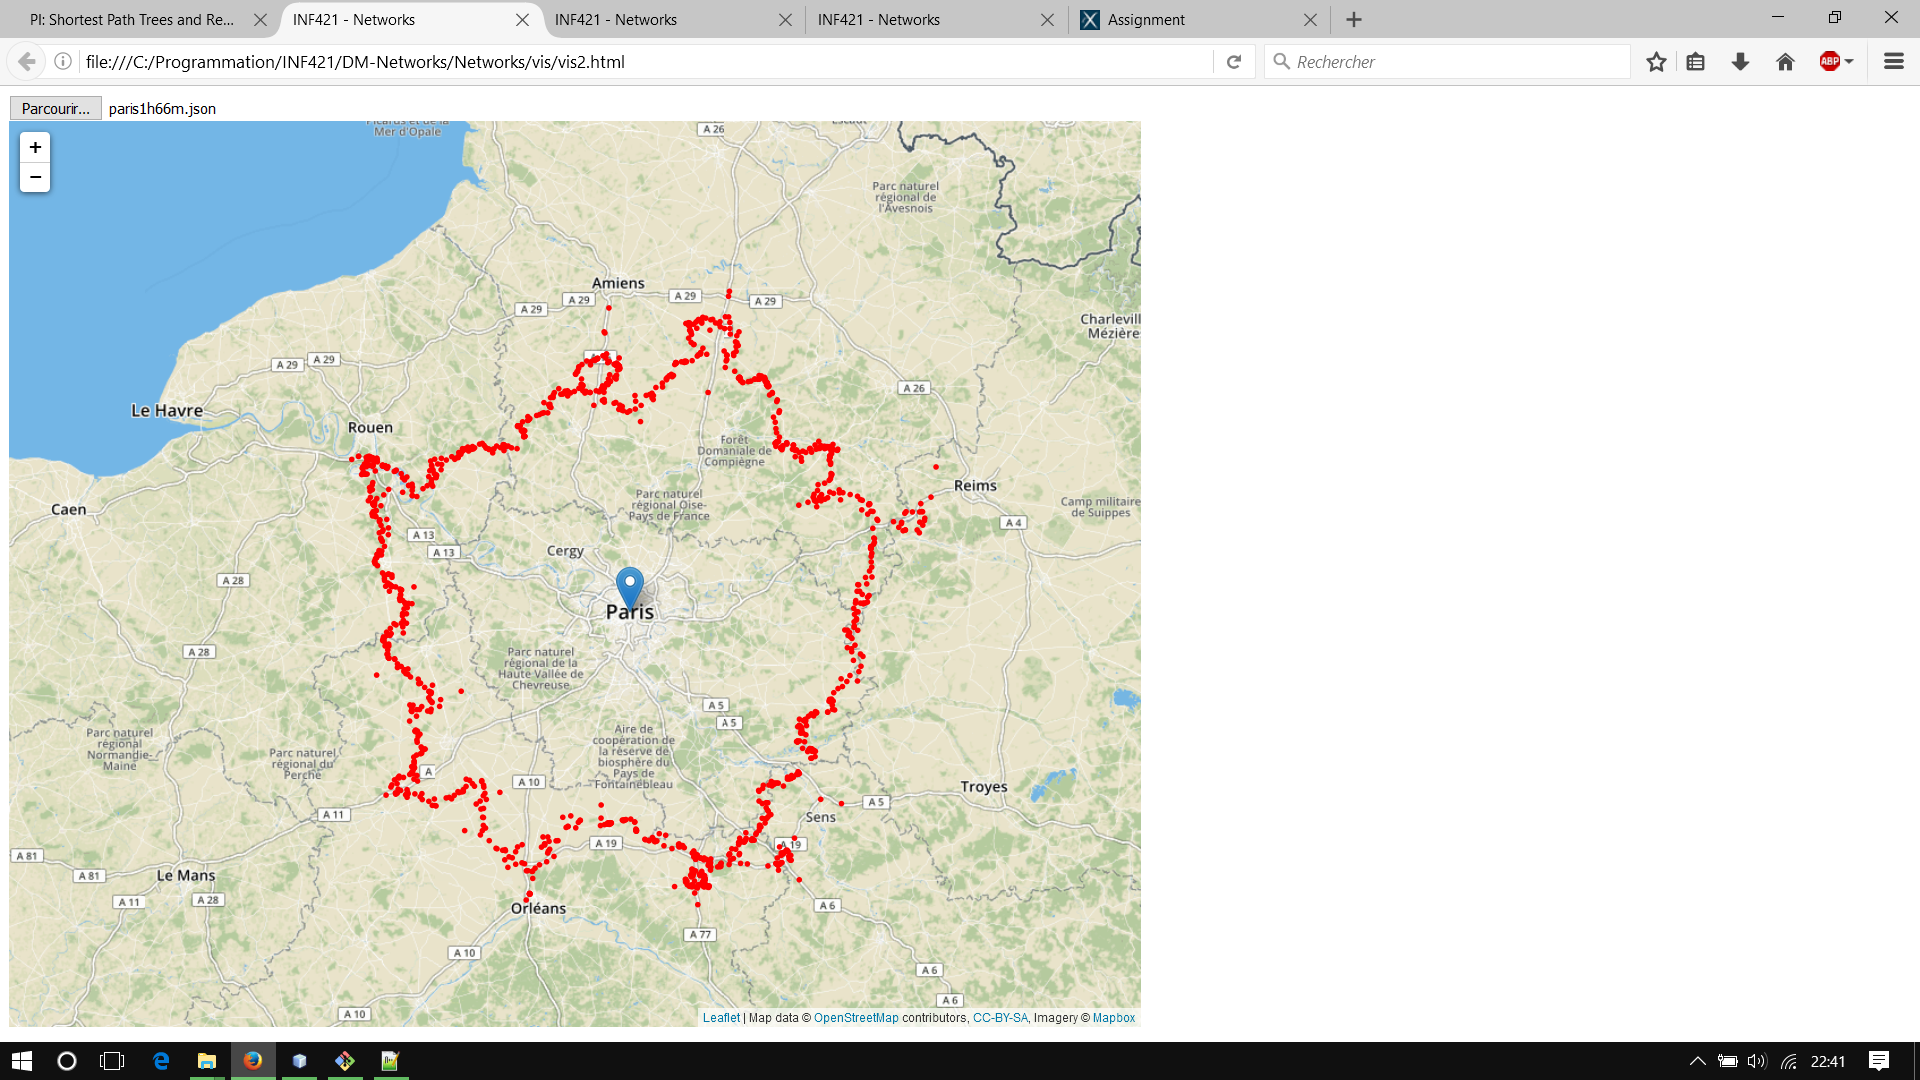 PI: Shortest Path Trees and Re...
INF421 - Networks
INF421 - Networks
INF421 - Networks
Assignment
file:///C:/Programmation/INF421/DM-Networks/Networks/vis/vis2.html
Rechercher
ABP
Parcourir...
paris1h66m.json
+
−
Mer d'Opale
A 26
Parc naturel
régional de
l'Avesnois
Amiens
A 29
A 29
A 29
A 29
Charlevill
Mézière
A 29
A 29
A 26
Le Havre
Rouen
Forêt
Domaniale de
Compiègne
Reims
Parc naturel
régional Oise-
Pays de France
Camp militaire
de Suippes
Caen
A 4
A 13
A 13
Cergy
A 28
Paris
A 28
Parc naturel
régional de la
Haute Vallée de
Chevreuse
A 5
A 5
Parc naturel
régional
Normandie-
Maine
Parc naturel
régional du
Perche
Aire de
coopération de
la réserve de
biosphère du
Pays de
Fontainebleau
A
A 10
Troyes
A 5
A 11
Sens
A 19
A 19
A 81
A 81
Le Mans
A 11
A 28
Orléans
A 6
A 77
A 10
A 6
A 6
A 10
Leaflet | Map data © OpenStreetMap contributors, CC-BY-SA, Imagery © Mapbox
22:41